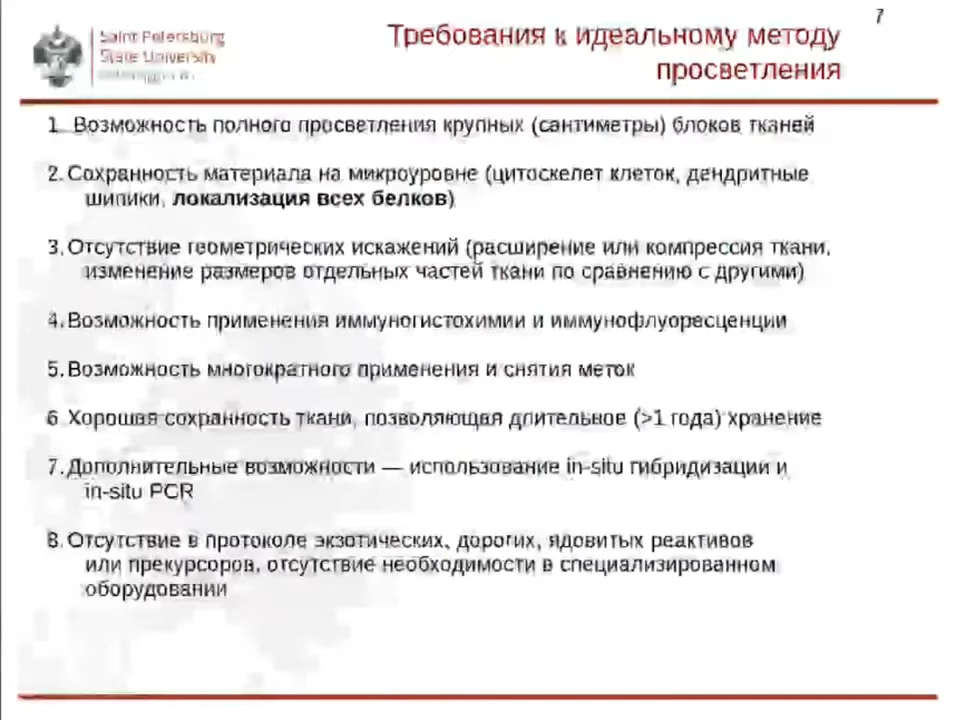 7
Saint Petersburg
State University
Требования к идеальному методу
просветления
1. Возможность полного просветления крупных (сантиметры) блоков тканей
2. Сохранность материала на микроуровне (цитоскелет клеток, дендритные
шипики, локализация всех белков)
3. Отсутствие геометрических искажений (расширение или компрессия ткани,
изменение размеров отдельных частей ткани по сравнению с другими)
4. Возможность применения иммуногистохимии и иммунофлуоресценции
5. Возможность многократного применения и снятия меток
6 Хорошая сохранность ткани, позволяющая длительное (>1 года) хранение
7. Дополнительные возможности — использование in-situ гибридизации и
in-situ PCR
8. Отсутствие в протоколе экзотических, дорогих, ядовитых реактивов
или прекурсоров, отсутствие необходимости в специализированном
оборудовании